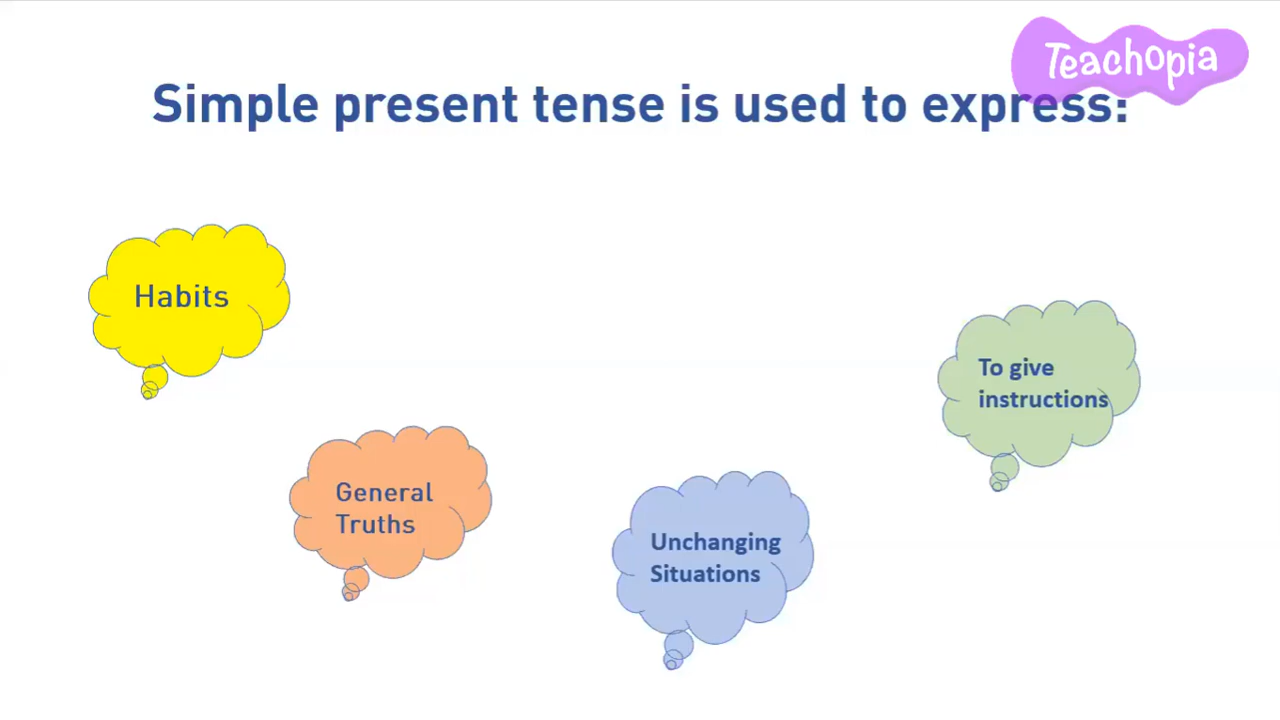 Teachopia
Simple present tense is used to express:
Habits
General
Truths
Unchanging
Situations
To give
instructions